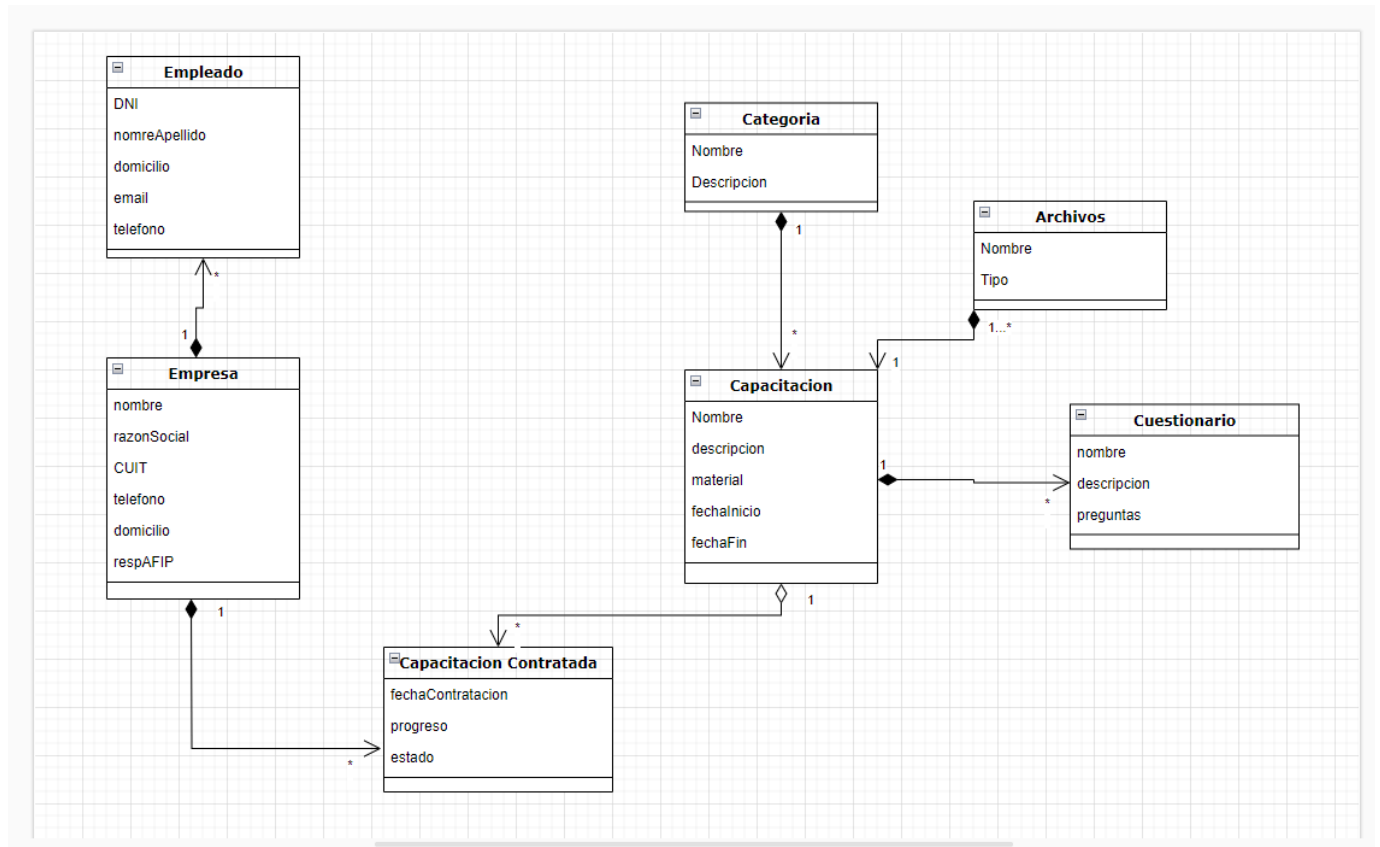 Empleado
DNI
nomreApellido
domicilio
email
telefono
*
1
Empresa
nombre
razonSocial
CUIT
telefono
domicilio
respAFIP
1
*
Categoria
Nombre
Descripcion
1
*
Archivos
Nombre
Tipo
1...*
1
Capacitacion
Nombre
descripcion
material
fechaInicio
fechaFin
1
*
Cuestionario
nombre
descripcion
preguntas
1
*
Capacitacion Contratada
fechaContratacion
progreso
estado